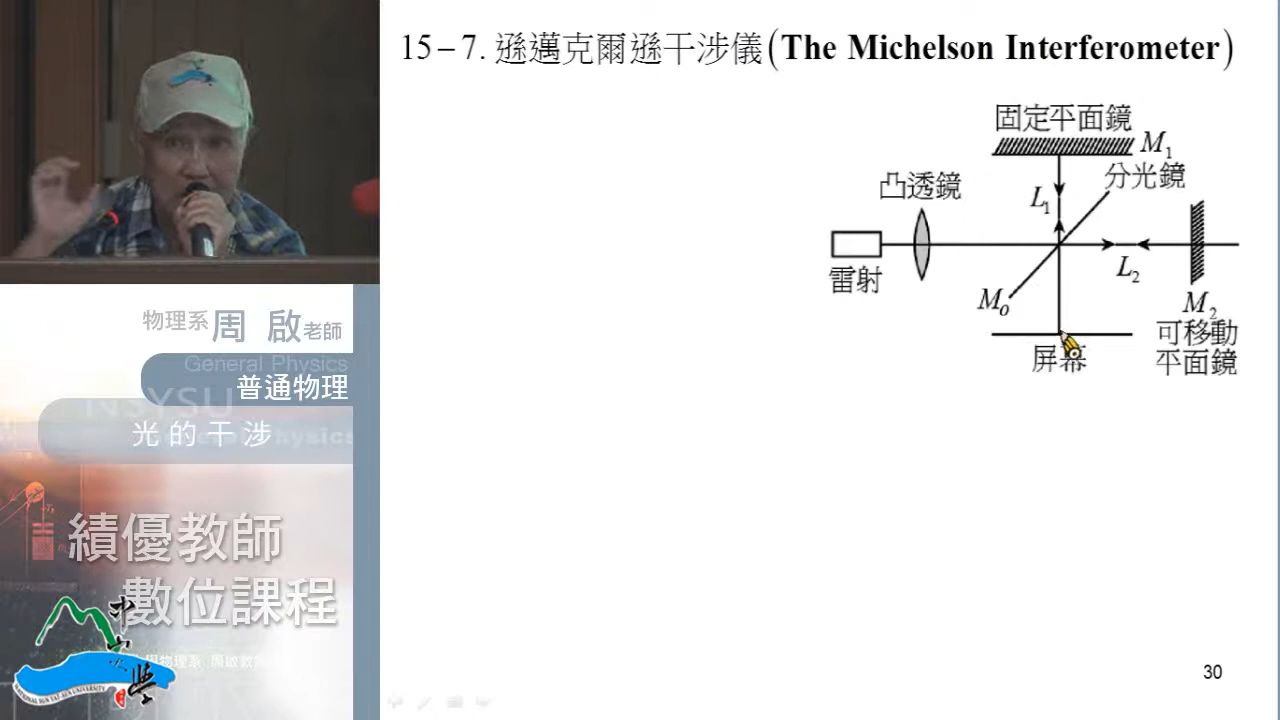 15－7. 遜邁克爾遜干涉儀(The Michelson Interferometer)
固定平面鏡
M1
分光鏡
凸透鏡
L1
雷射
L2
Mo
M2
可移動
平面鏡
屏幕
物理系 周 啟 老師
General Physics
普通物理
NSYSU
光的干涉
績優教師
數位課程
30